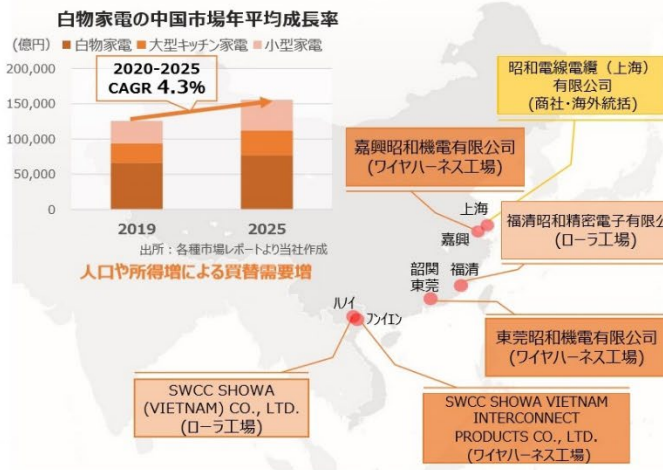 白物家電の中国市場年平均成長率
(億円)
白物家電 大型キッチン家電 小型家電
200,000
150,000
100,000
50,000
0
2020-2025
CAGR 4.3%
2019 2025
出所：各種市場レポートより当社作成
人口や所得増による買替需要増
昭和電線電纜（上海）
有限公司
(商社・海外統括)
嘉興昭和機電有限公司
(ワイヤハーネス工場)
上海
嘉興
福清昭和精密電子有限公
(ローラ工場)
韶関 福清
東莞
東莞昭和機電有限公司
(ワイヤハーネス工場)
ハノイ
フンイエン
SWCC SHOWA
(VIETNAM) CO., LTD.
(ローラ工場)
SWCC SHOWA VIETNAM
INTERCONNECT
PRODUCTS CO., LTD.
(ワイヤハーネス工場)